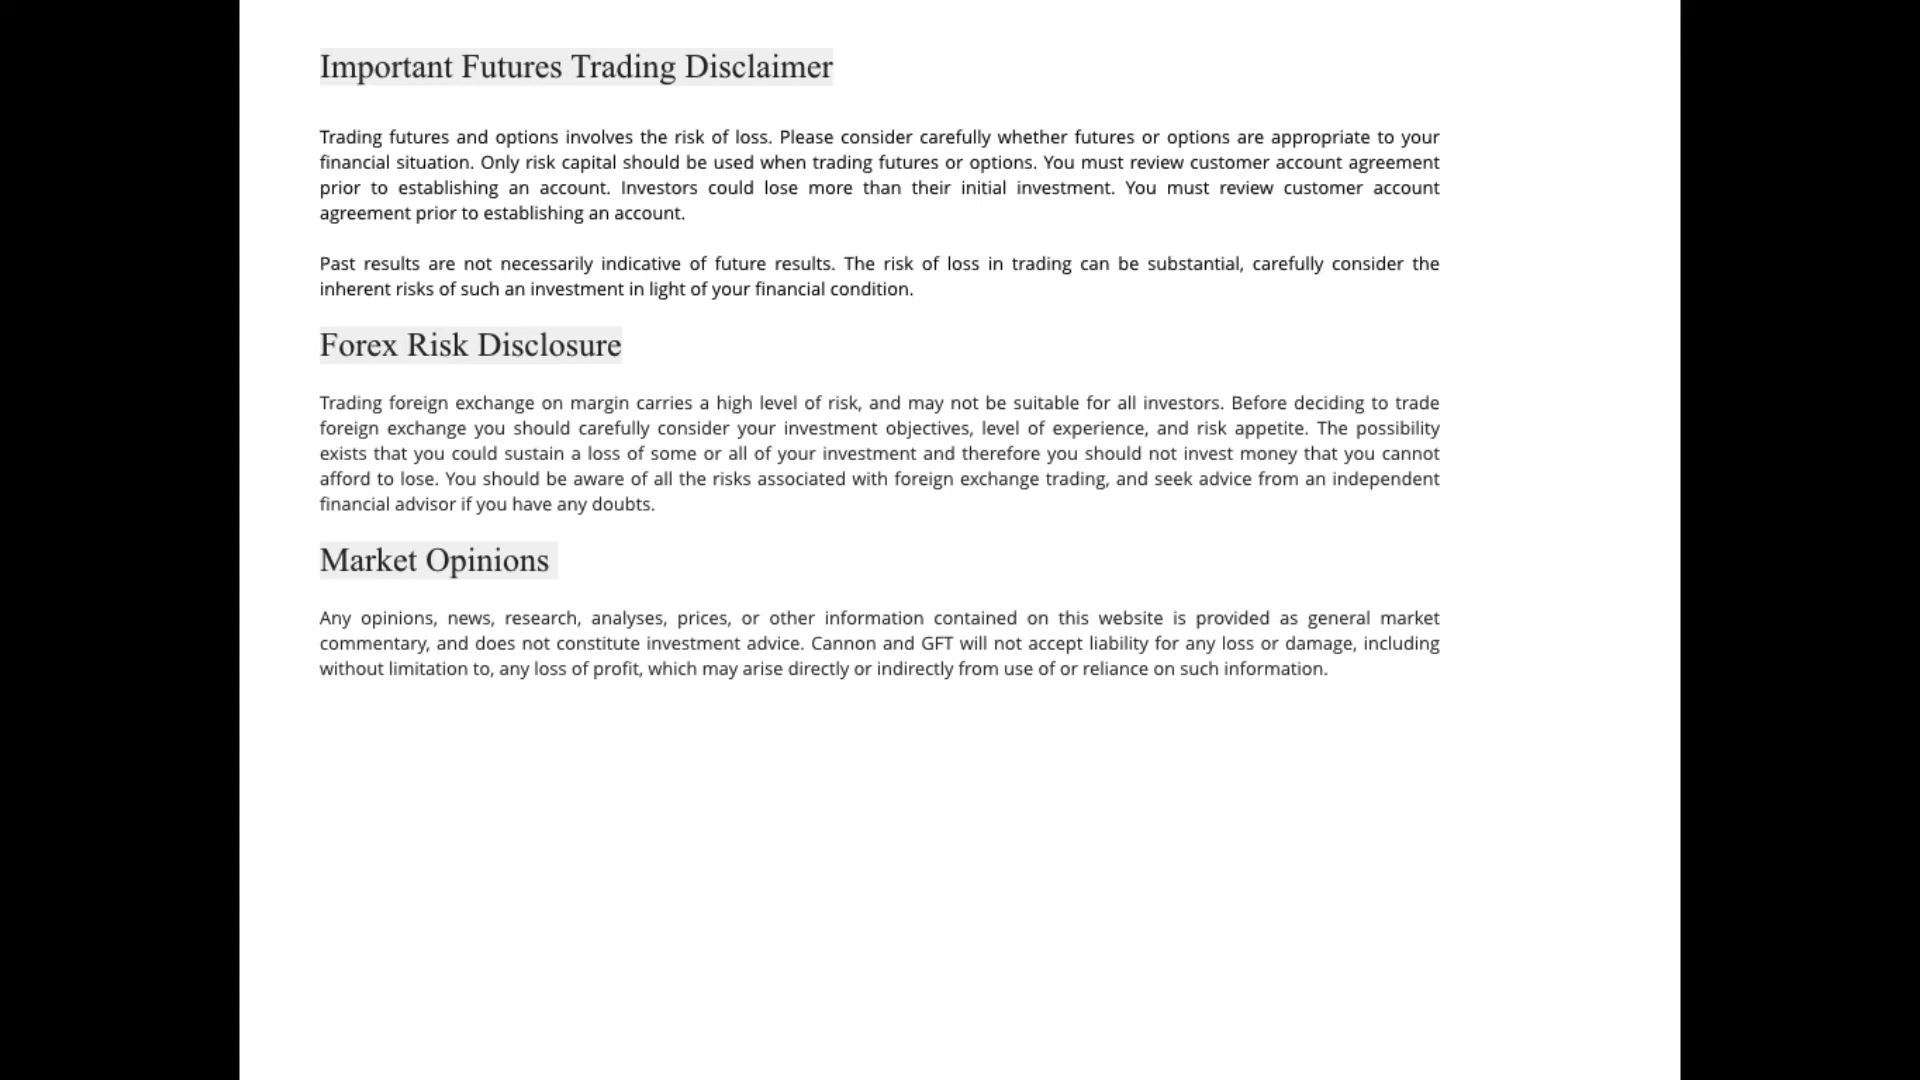 Important Futures Trading Disclaimer
Trading futures and options involves the risk of loss. Please consider carefully whether futures or options are appropriate to your
financial situation. Only risk capital should be used when trading futures or options. You must review customer account agreement
prior to establishing an account. Investors could lose more than their initial investment. You must review customer account
agreement prior to establishing an account.
Past results are not necessarily indicative of future results. The risk of loss in trading can be substantial, carefully consider the
inherent risks of such an investment in light of your financial condition.
Forex Risk Disclosure
Trading foreign exchange on margin carries a high level of risk, and may not be suitable for all investors. Before deciding to trade
foreign exchange you should carefully consider your investment objectives, level of experience, and risk appetite. The possibility
exists that you could sustain a loss of some or all of your investment and therefore you should not invest money that you cannot
afford to lose. You should be aware of all the risks associated with foreign exchange trading, and seek advice from an independent
financial advisor if you have any doubts.
Market Opinions
Any opinions, news, research, analyses, prices, or other information contained on this website is provided as general market
commentary, and does not constitute investment advice. Cannon and GFT will not accept liability for any loss or damage, including
without limitation to, any loss of profit, which may arise directly or indirectly from use of or reliance on such information.